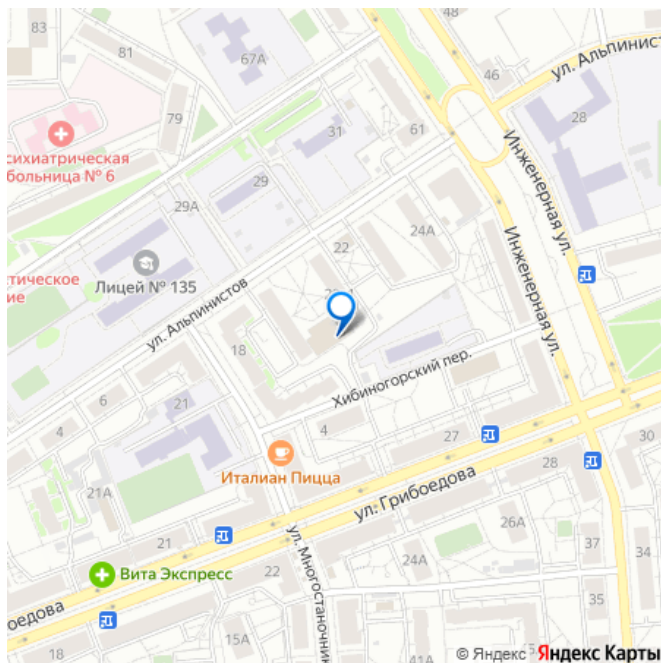 83
81
67А
48
46
ул. Альпинистов
79
61
28
31
сихиатрическая
больница № 6
29А
29
Инженерная ул.
24А
22
Лицей № 135
ул. Альпинистов
Инженерная ул.
18
Хибиногорский пер.
6
4
21
4
27
Италиан Пицца
30
28
ул. Грибоедова
21А
26А
21
ул. Многостаночник
37
34
24А
22
Вита Экспресс
35
оедова
18
15А
© Яндекс Яндекс Карты